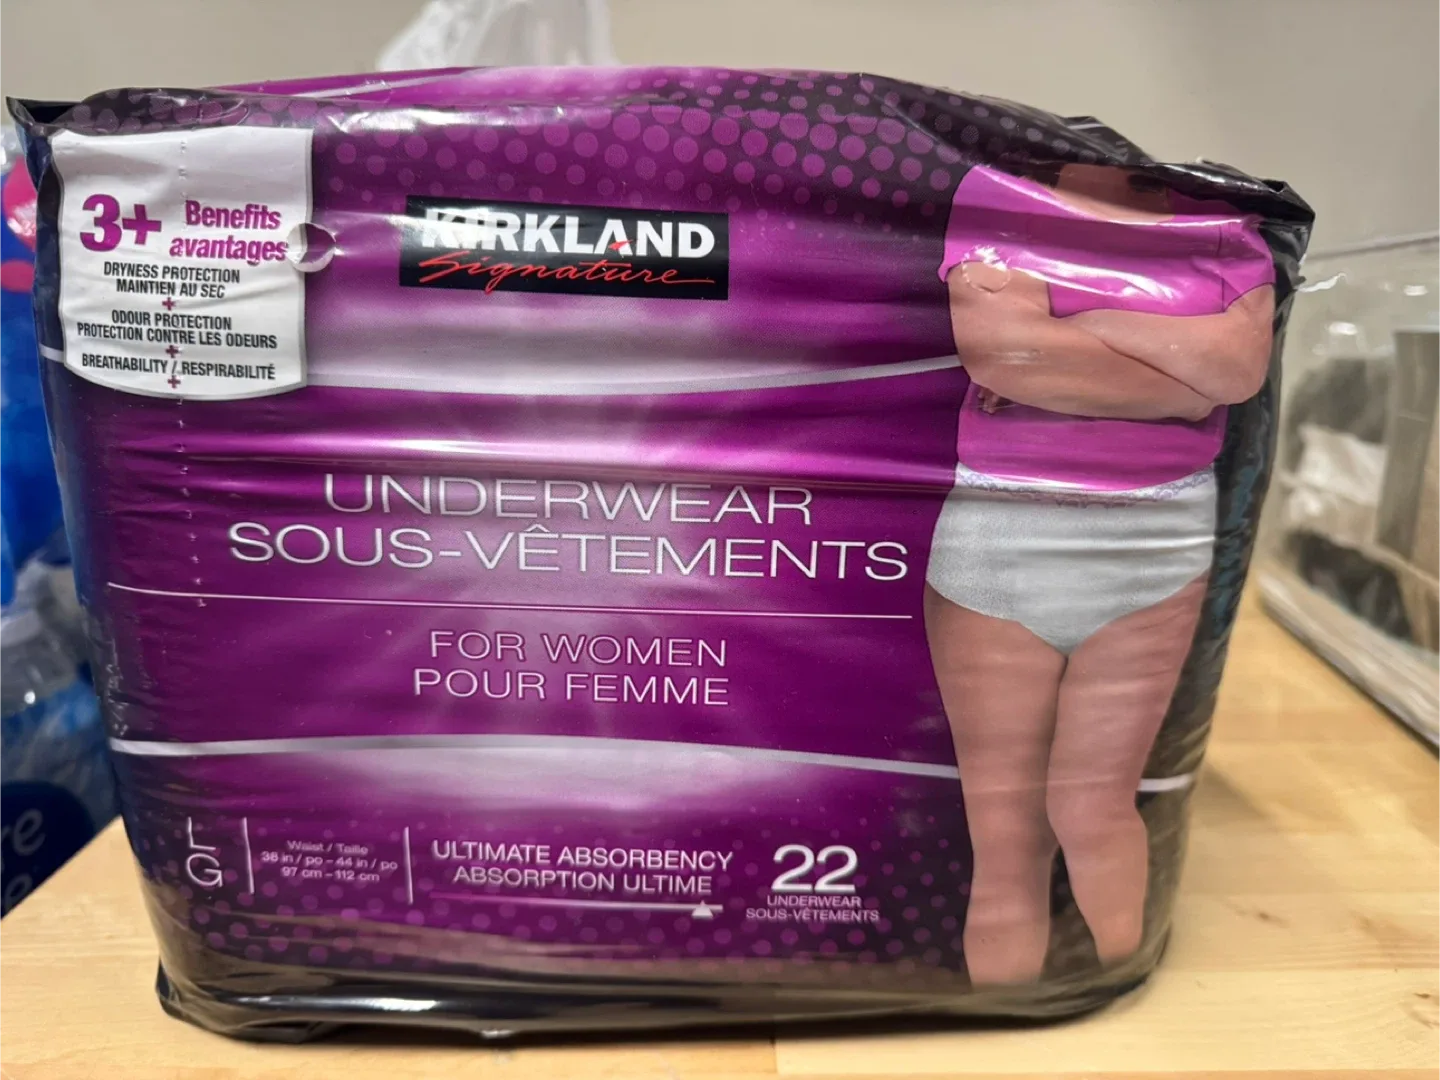 3+ Benefits
avantages
DRYNESS PROTECTION
MAINTIEN AU SEC
+
ODOUR PROTECTION
PROTECTION CONTRE LES ODEURS
+
BREATHABILITY / RESPIRABILITÉ
+
KIRKLAND
Signature
UNDERWEAR
SOUS-VÊTEMENTS
FOR WOMEN
POUR FEMME
L
G
Waist / Taille
38 in / po - 44 in / po
97 cm - 112 cm
ULTIMATE ABSORBENCY
ABSORPTION ULTIME
22
UNDERWEAR
SOUS-VÊTEMENTS